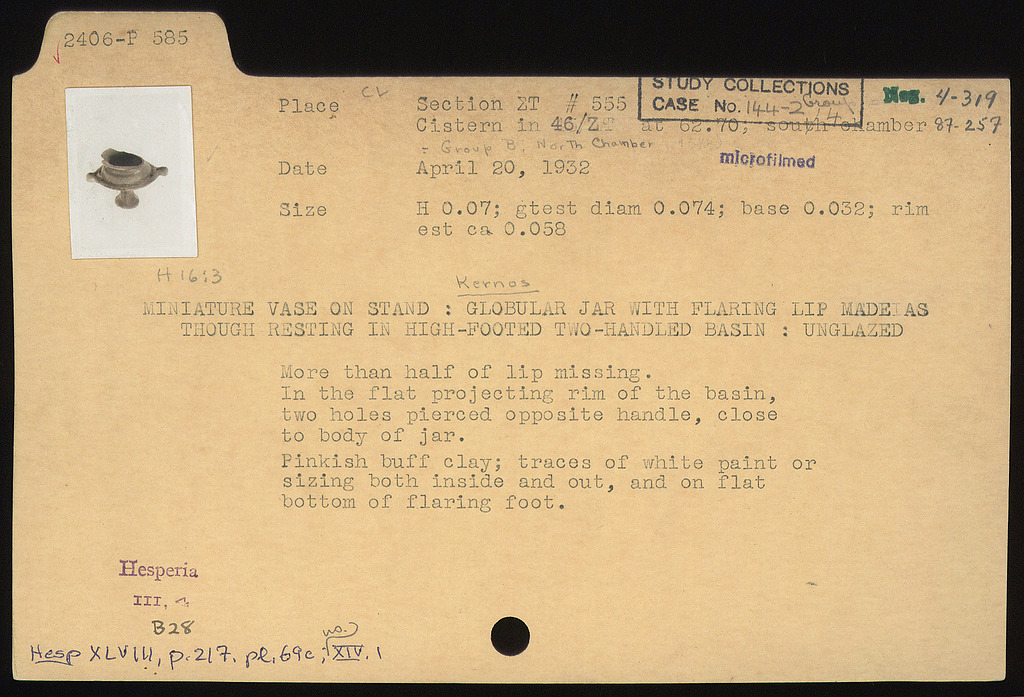 2406-P 585
STUDY COLLECTIONS
CASE No. 144-2 Group 4
Neg. 4-319
87-257
Place CL Section ΣΤ # 555
Cistern in 46/ΖΤ at 62.70; south chamber
= Group B, North Chamber
microfilmed
Date April 20, 1932
Size H 0.07; gtest diam 0.074; base 0.032; rim
est ca 0.058
H 16:3
Kernos
MINIATURE VASE ON STAND : GLOBULAR JAR WITH FLARING LIP MADE AS
THOUGH RESTING IN HIGH-FOOTED TWO-HANDLED BASIN : UNGLAZED
More than half of lip missing.
In the flat projecting rim of the basin,
two holes pierced opposite handle, close
to body of jar.
Pinkish buff clay; traces of white paint or
sizing both inside and out, and on flat
bottom of flaring foot.
Hesperia
III,
B28
Hesp XLVIII, p. 217. pl. 69c; no. XIV. 1